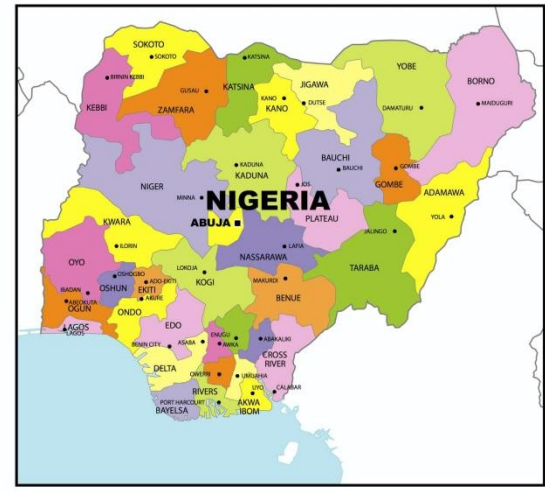 SOKOTO
SOKOTO
KATSINA
BIRNIN KEBBI
KEBBI
GUSAU
ZAMFARA
KATSINA
KANO
KANO
JIGAWA
DUTSE
YOBE
DAMATURU
BORNO
MAIDUGURI
KADUNA
KADUNA
BAUCHI
BAUCHI
GOMBE
GOMBE
NIGER
MINNA
JOS
ADAMAWA
YOLA
NIGERIA
ABUJA
PLATEAU
KWARA
ILORIN
JALINGO
TARABA
LAFIA
NASSARAWA
OYO
IBADAN
OSHOGBO
OSHUN
ADO-EKITI
EKITI
AKURE
LOKOJA
KOGI
MAKURDI
BENUE
ABEOKUTA
OGUN
ONDO
LAGOS
LAGOS
EDO
BENIN CITY
ASABA
ENUGU
AWKA
ABAKALIKI
CROSS
RIVER
DELTA
OWERRI
UMUAHIA
UYO
CALABAR
RIVERS
PORT HARCOURT
BAYELSA
AKWA
IBOM